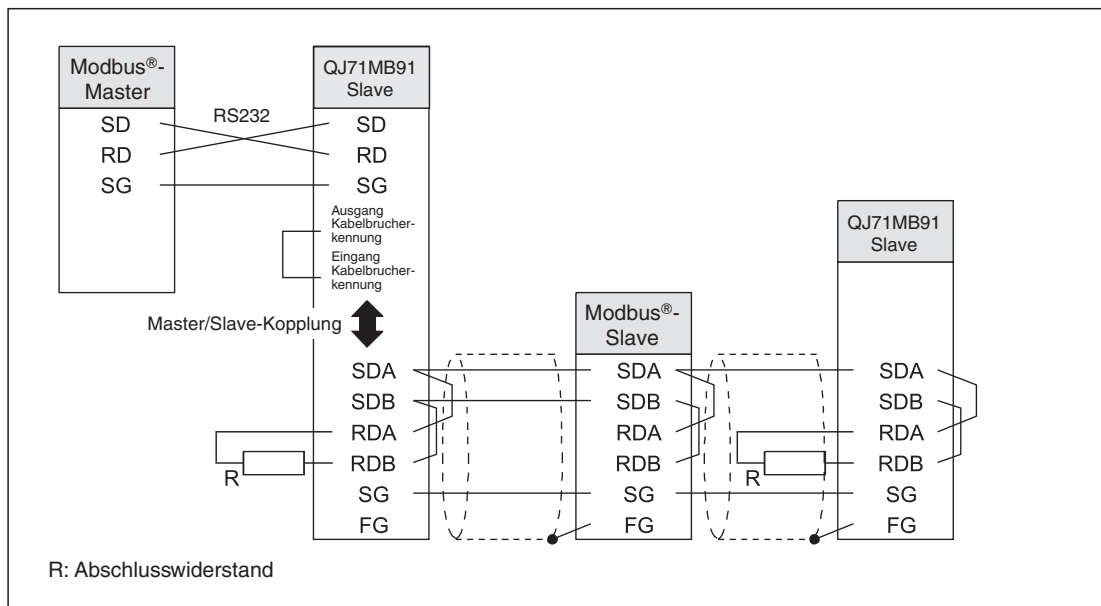 Modbus®-
Master
SD
RD
SG
RS232
QJ71MB91
Slave
SD
RD
SG
Ausgang
Kabelbrucher-
kennung
Eingang
Kabelbrucher-
kennung
Master/Slave-Kopplung
SDA
SDB
RDA
RDB
SG
FG
R
Modbus®-
Slave
SDA
SDB
RDA
RDB
SG
FG
QJ71MB91
Slave
SDA
SDB
RDA
RDB
SG
FG
R
R: Abschlusswiderstand